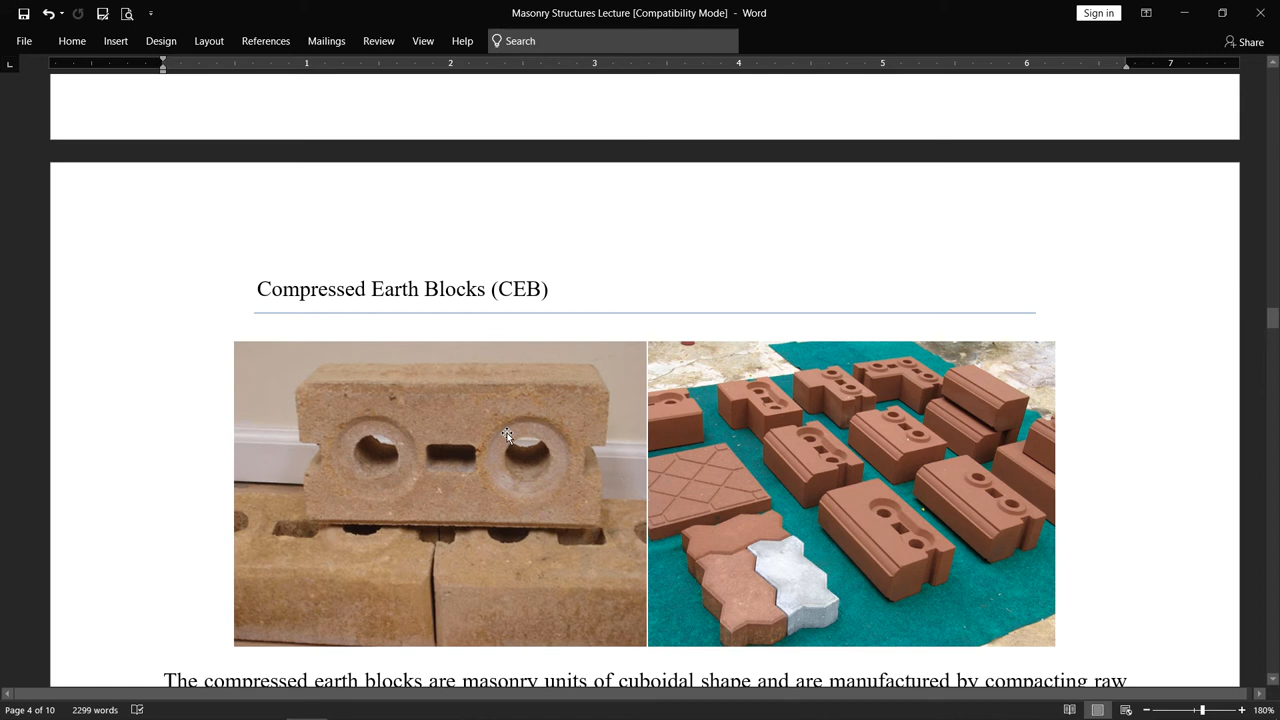 Masonry Structures Lecture [Compatibility Mode] - Word
Sign in
File Home Insert Design Layout References Mailings Review View Help Search Share
1 2 3 4 5 6 7
Compressed Earth Blocks (CEB)
The compressed earth blocks are masonry units of cuboidal shape and are manufactured by compacting raw
Page 4 of 10 2299 words 180%